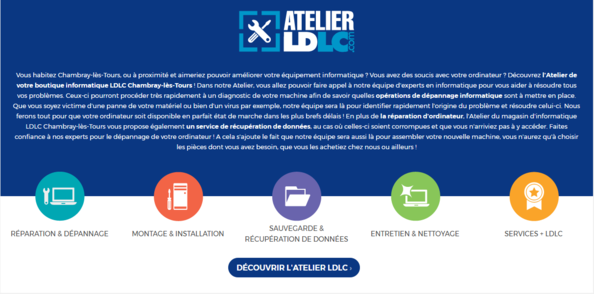 ATELIER
LDLC.com
Vous habitez Chambray-lès-Tours, ou à proximité et aimeriez pouvoir améliorer votre équipement informatique ? Vous avez des soucis avec votre ordinateur ? Découvrez l'Atelier de
votre boutique informatique LDLC Chambray-lès-Tours ! Dans notre Atelier, vous allez pouvoir faire appel à notre équipe d'experts en informatique pour vous aider à résoudre tous
vos problèmes. Ceux-ci pourront procéder très rapidement à un diagnostic de votre machine afin de savoir quelles opérations de dépannage informatique sont à mettre en place.
Que vous soyez victime d'une panne de votre matériel ou bien d'un virus par exemple, notre équipe sera là pour identifier rapidement l'origine du problème et résoudre celui-ci. Nous
ferons tout pour que votre ordinateur soit disponible en parfait état de marche dans les plus brefs délais ! En plus de la réparation d'ordinateur, l'Atelier du magasin d'informatique
LDLC Chambray-lès-Tours vous propose également un service de récupération de données, au cas où celles-ci soient corrompues et que vous n'arriviez pas à y accéder. Faites
confiance à nos experts pour le dépannage de votre ordinateur ! A cela s'ajoute le fait que notre équipe sera aussi là pour assembler votre nouvelle machine, vous n'aurez qu'à choisir
les pièces dont vous avez besoin, que vous les achetiez chez nous ou ailleurs !
RÉPARATION & DÉPANNAGE
MONTAGE & INSTALLATION
SAUVEGARDE &
RÉCUPÉRATION DE DONNÉES
ENTRETIEN & NETTOYAGE
SERVICES + LDLC
DÉCOUVRIR L'ATELIER LDLC ›